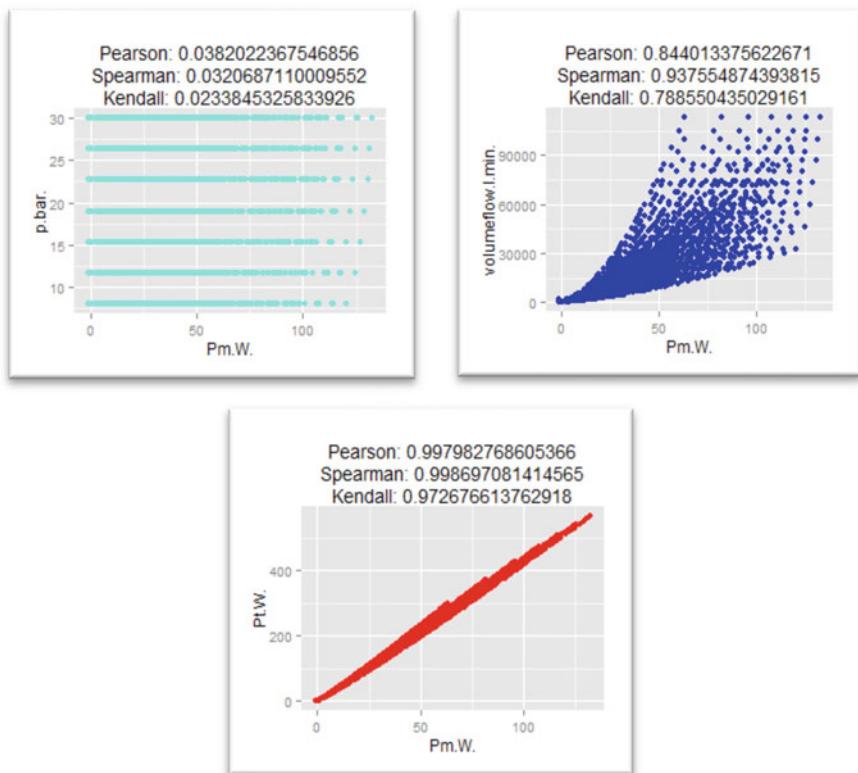 Pearson: 0.0382022367546856
Spearman: 0.0320687110009552
Kendall: 0.0233845325833926
30
25
20
15
10
p.bar.
0
50
100
Pm.W.
Pearson: 0.844013375622671
Spearman: 0.937554874393815
Kendall: 0.788550435029161
90000
60000
30000
0
volumeflow.l.min.
0
50
100
Pm.W.
Pearson: 0.997982768605366
Spearman: 0.998697081414565
Kendall: 0.972676613762918
400
200
0
Pt.W.
0
50
100
Pm.W.